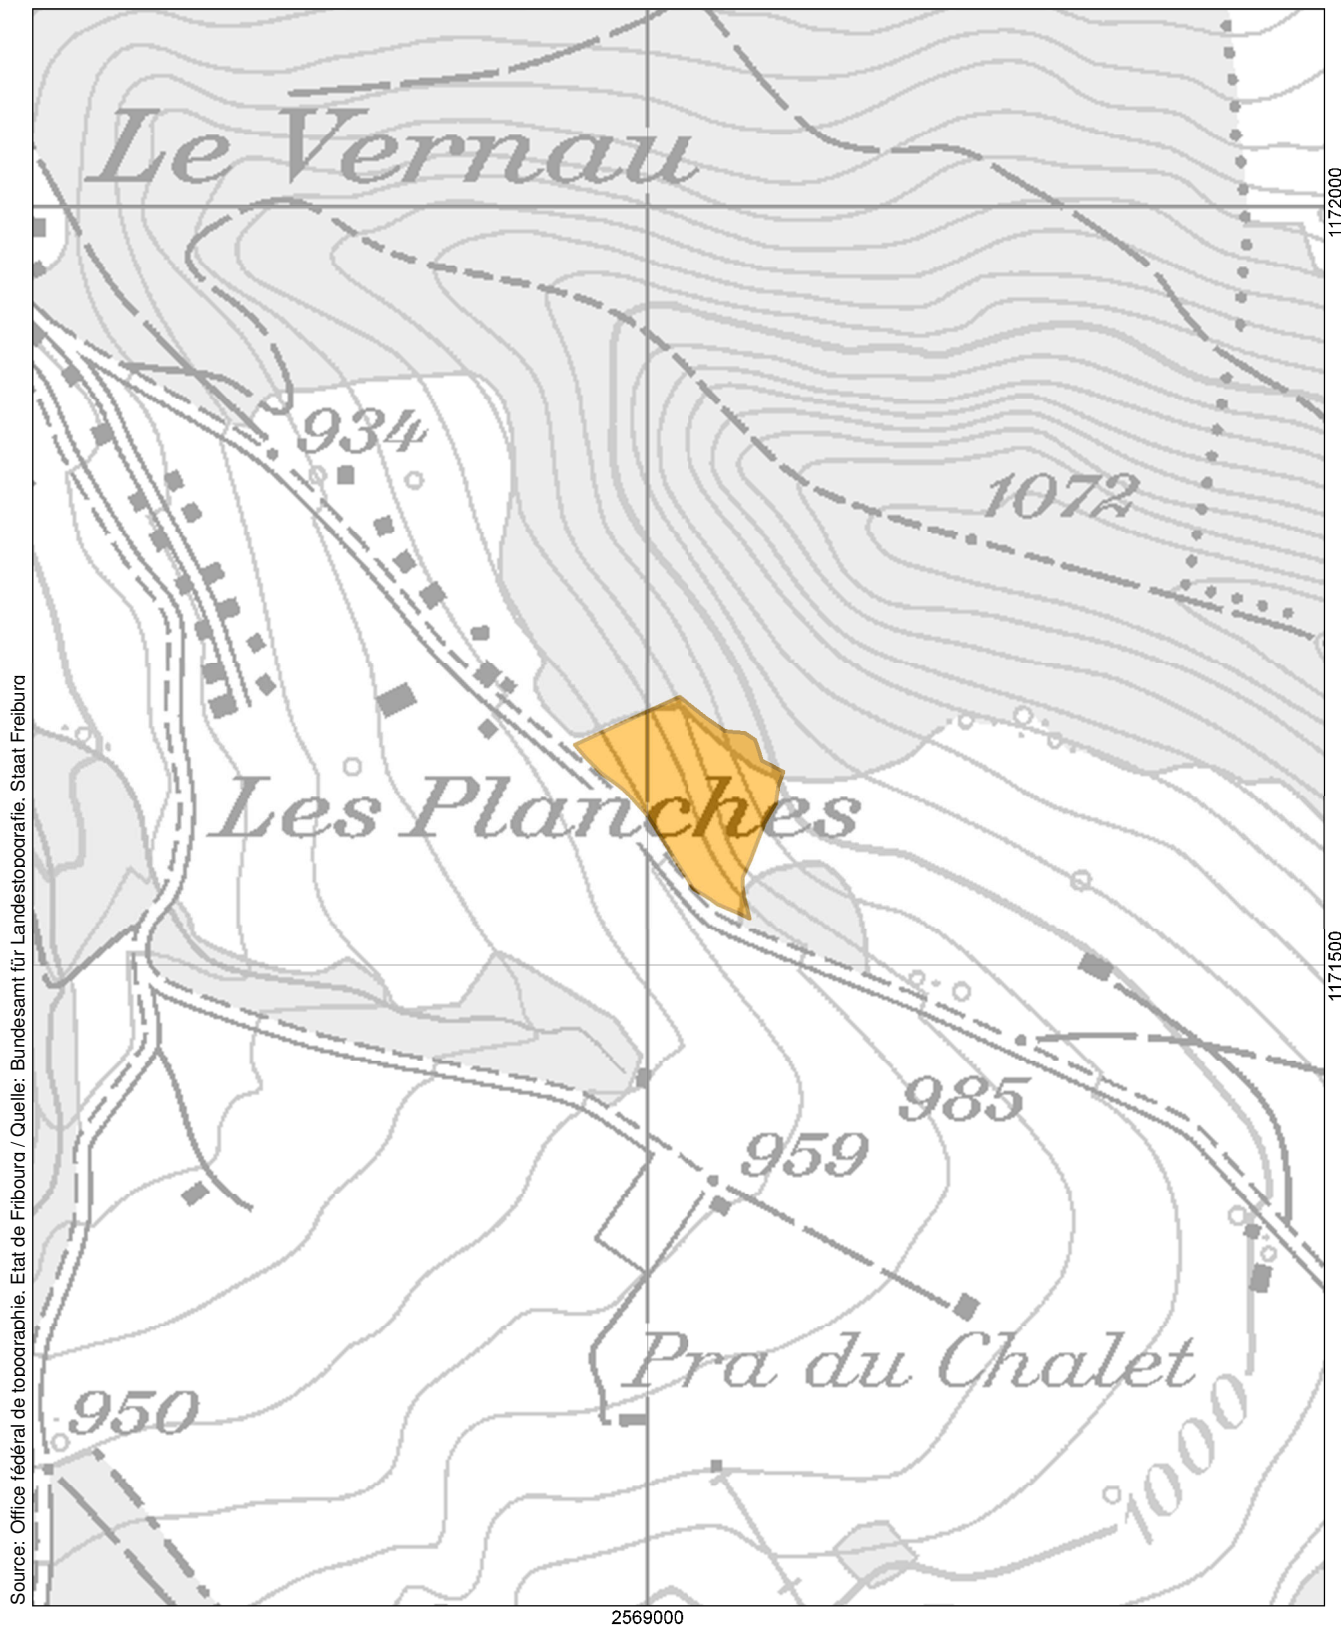 Le Vernau
1172000
934
1072
Les Planches
1171500
985
959
Pra du Chalet
950
1000
2569000
Source: Office fédéral de topographie, Etat de Fribourg / Quelle: Bundesamt für Landestopografie, Staat Freiburg